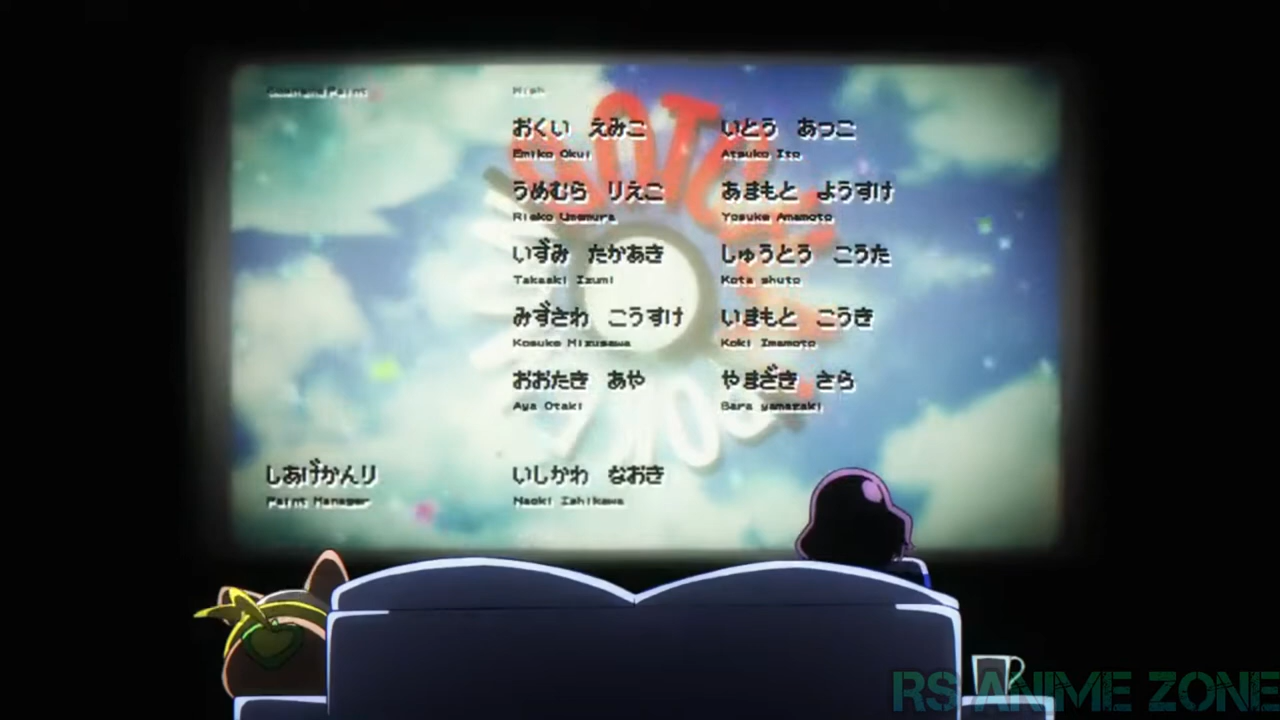 Wish
おくい えみこ
いとう あつこ
Emiko Okui
Atsuko Ito
うめむら りえこ
あまもと ようすけ
Rieko Umemura
Yosuke Amamoto
いずみ たかあき
しゅうとう こうた
Takaaki Izumi
Kota shuto
みずさわ こうすけ
いまもと こうき
Kosuke Mizusawa
Koki Imamoto
おおたき あや
やまざき さら
Aya Otaki
Sara yamazaki
しあげかんり
いしかわ なおき
Paint Manager
Naoki Ishikawa
RS ANIME ZONE